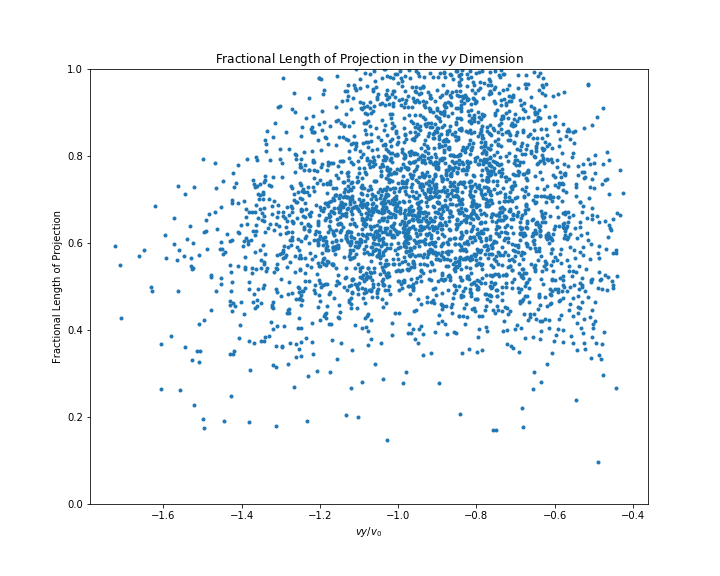 Fractional Length of Projection in the vy Dimension
1.0
0.8
0.6
0.4
0.2
0.0
Fractional Length of Projection
−1.6 −1.4 −1.2 −1.0 −0.8 −0.6 −0.4
vy/v₀